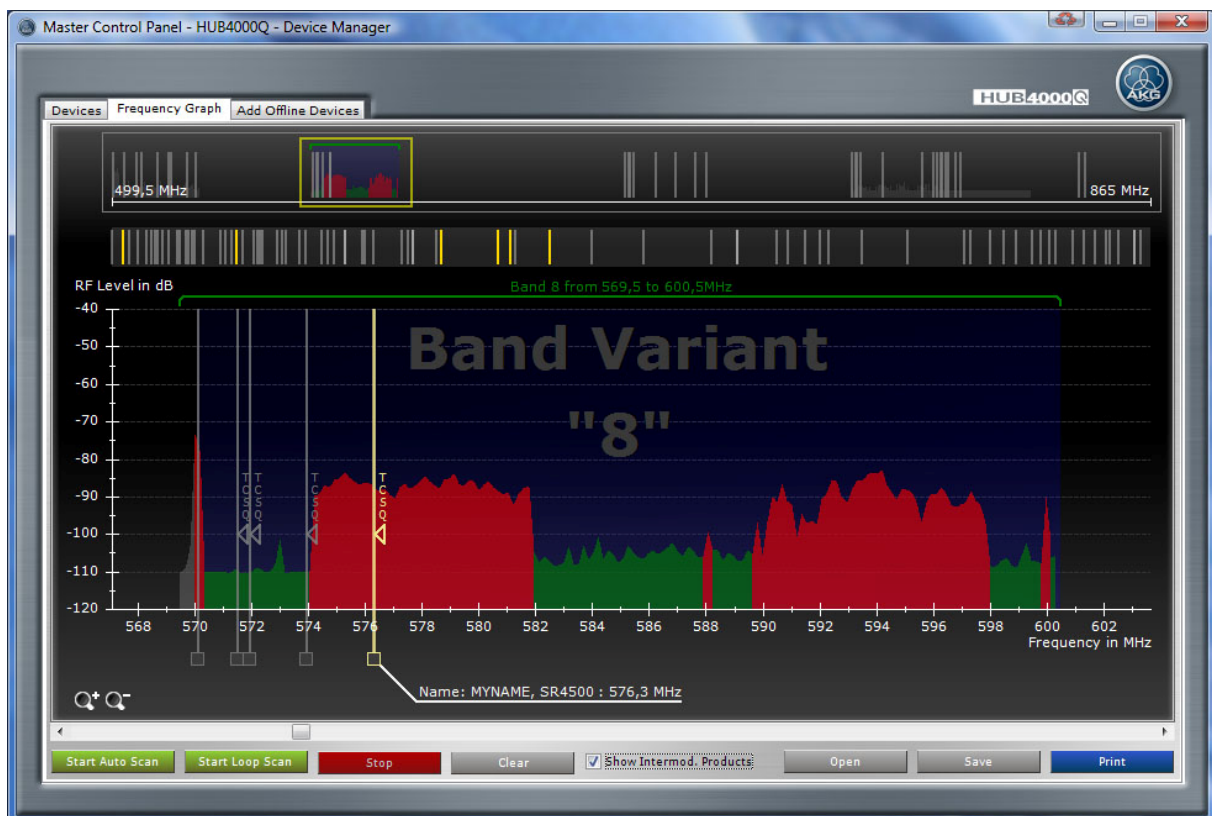 Master Control Panel - HUB4000Q - Device Manager
HUB4000Q
AKG
Devices Frequency Graph Add Offline Devices
499,5 MHz 865 MHz
RF Level in dB
Band 8 from 569,5 to 600,5MHz
Band Variant
"8"
-40
-50
-60
-70
-80
-90
-100
-110
-120
TCSQ TCSQ TCSQ TCSQ
568 570 572 574 576 578 580 582 584 586 588 590 592 594 596 598 600 602
Frequency in MHz
Name: MYNAME, SR4500 : 576,3 MHz
Start Auto Scan Start Loop Scan Stop Clear Show Intermod. Products Open Save Print